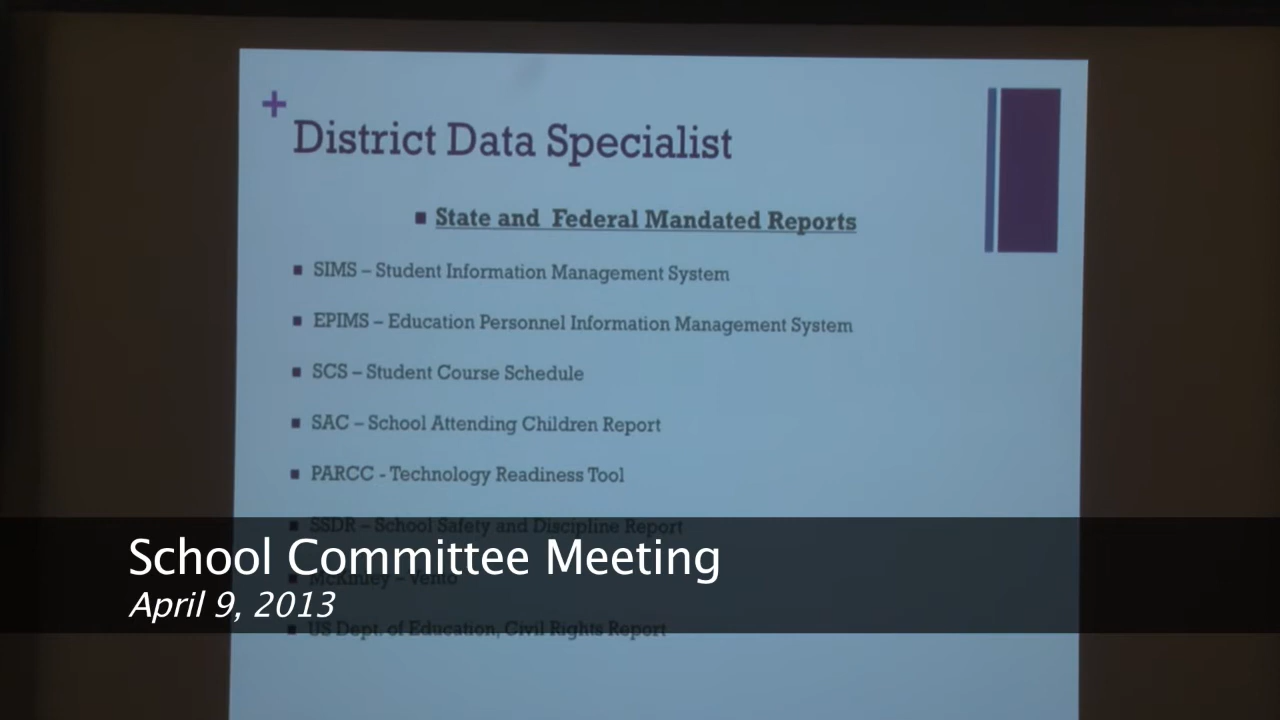 +
District Data Specialist
■ State and Federal Mandated Reports
■ SIMS – Student Information Management System
■ EPIMS – Education Personnel Information Management System
■ SCS – Student Course Schedule
■ SAC – School Attending Children Report
■ PARCC - Technology Readiness Tool
■ SSDR – School Safety and Discipline Report
School Committee Meeting
■ McKinley – Vento
April 9, 2013
■ US Dept. of Education, Civil Rights Report